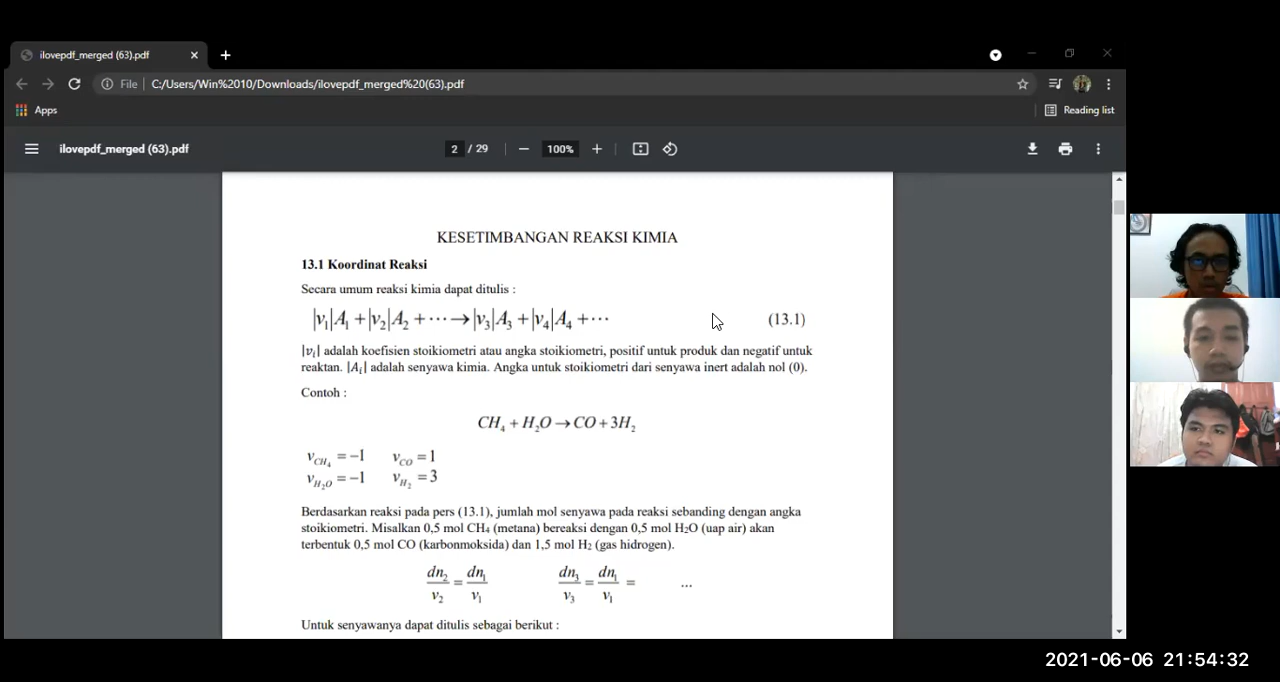 ilovepdf_merged (63).pdf
File C:/Users/Win%2010/Downloads/ilovepdf_merged%20(63).pdf
Apps
Reading list
ilovepdf_merged (63).pdf 2 / 29 100%
KESETIMBANGAN REAKSI KIMIA
13.1 Koordinat Reaksi
Secara umum reaksi kimia dapat ditulis :
|ν₁|A₁ + |ν₂|A₂ + ··· → |ν₃|A₃ + |ν₄|A₄ + ··· (13.1)
|νᵢ| adalah koefisien stoikiometri atau angka stoikiometri, positif untuk produk dan negatif untuk
reaktan. |Aᵢ| adalah senyawa kimia. Angka untuk stoikiometri dari senyawa inert adalah nol (0).
Contoh :
CH₄ + H₂O → CO + 3H₂
ν_CH₄ = −1 ν_CO = 1
ν_H₂O = −1 ν_H₂ = 3
Berdasarkan reaksi pada pers (13.1), jumlah mol senyawa pada reaksi sebanding dengan angka
stoikiometri. Misalkan 0,5 mol CH₄ (metana) bereaksi dengan 0,5 mol H₂O (uap air) akan
terbentuk 0,5 mol CO (karbonmoksida) dan 1,5 mol H₂ (gas hidrogen).
dn₂/ν₂ = dn₁/ν₁ dn₃/ν₃ = dn₁/ν₁ = ...
Untuk senyawanya dapat ditulis sebagai berikut :
2021-06-06 21:54:32